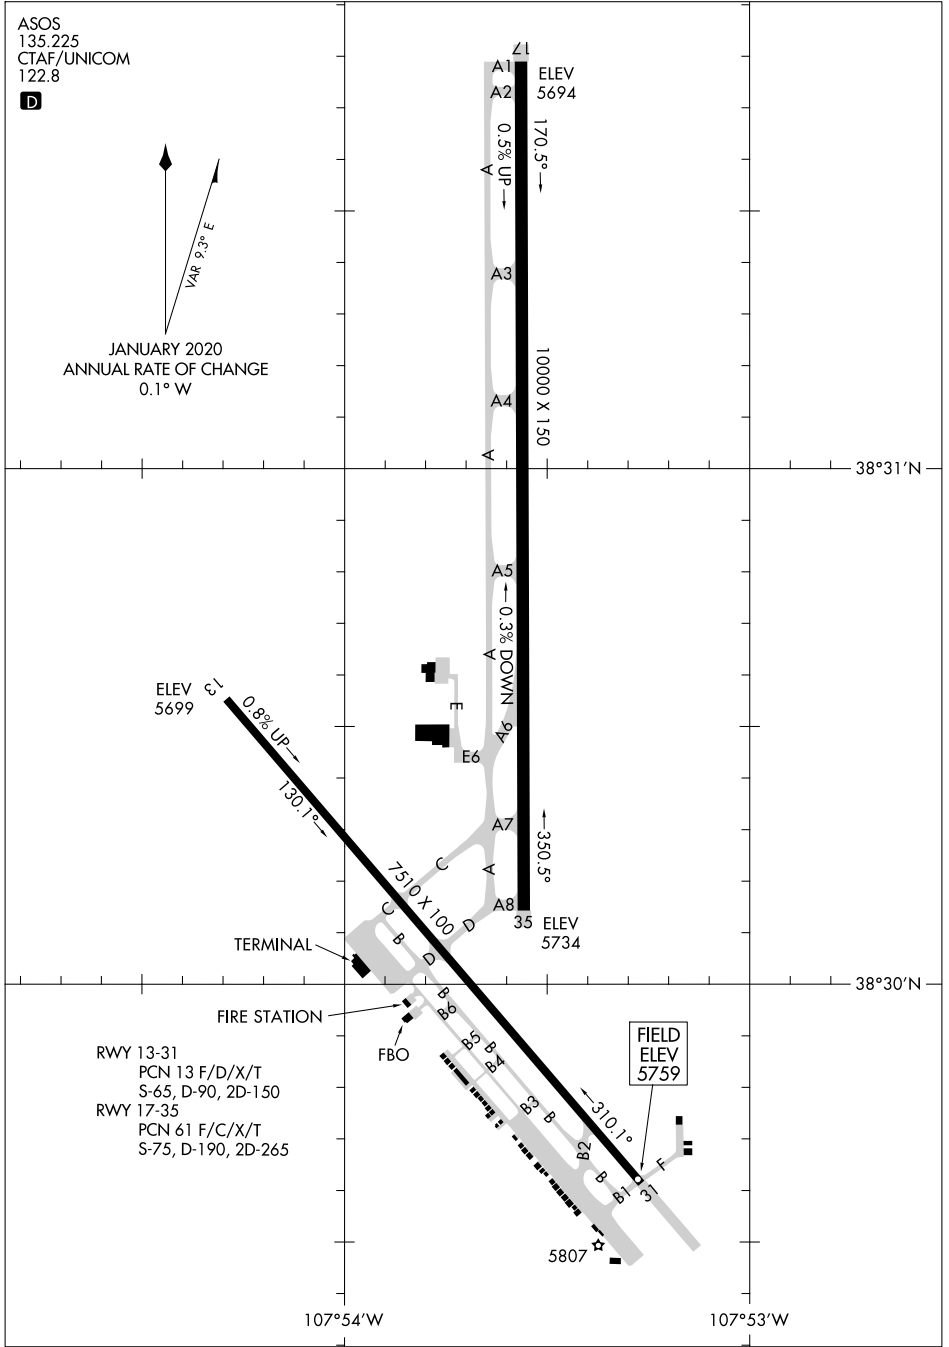 ASOS
135.225
CTAF/UNICOM
122.8
D
VAR 9.3° E
JANUARY 2020
ANNUAL RATE OF CHANGE
0.1° W
17
ELEV
5694
A1
A2
A
0.5% UP
170.5°
A3
10000 X 150
A4
A
38°31'N
A5
A
0.3% DOWN
E
A6
E6
A7
350.5°
A
A8
35
ELEV
5734
13
ELEV
5699
0.8% UP
130.1°
7510 X 100
C
C
B
D
D
TERMINAL
38°30'N
B
B6
FIRE STATION
FBO
B5
B
B4
B3
B
FIELD
ELEV
5759
310.1°
B2
B
B1
31
F
RWY 13-31
PCN 13 F/D/X/T
S-65, D-90, 2D-150
RWY 17-35
PCN 61 F/C/X/T
S-75, D-190, 2D-265
5807
107°54'W
107°53'W